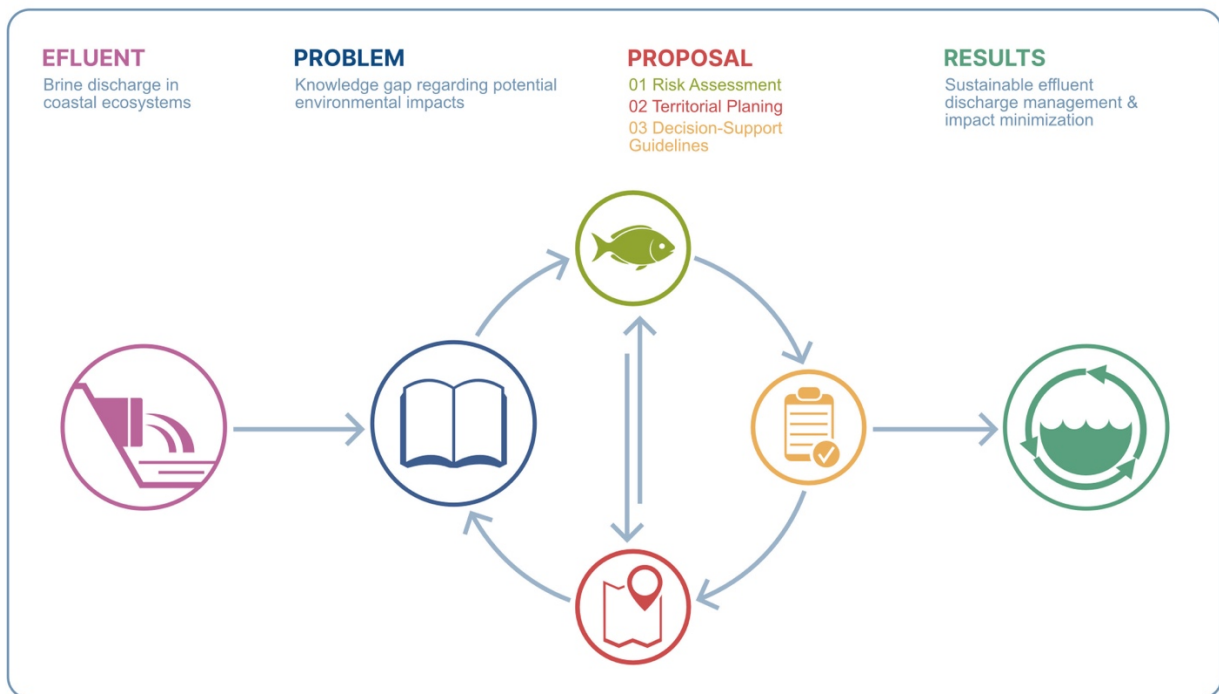 EFLUENT
Brine discharge in
coastal ecosystems
PROBLEM
Knowledge gap regarding potential
environmental impacts
PROPOSAL
01 Risk Assessment
02 Territorial Planing
03 Decision-Support
Guidelines
RESULTS
Sustainable effluent
discharge management &
impact minimization